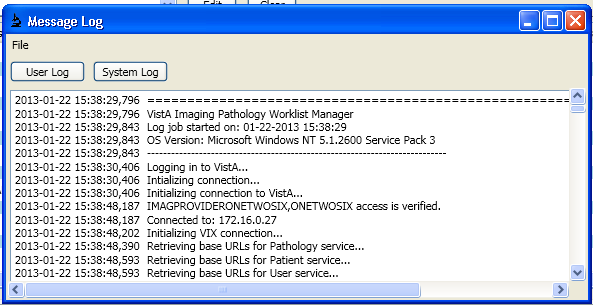 Message Log
File
User Log System Log
2013-01-22 15:38:29,796 ====================================================
2013-01-22 15:38:29,796 VistA Imaging Pathology Worklist Manager
2013-01-22 15:38:29,843 Log job started on: 01-22-2013 15:38:29
2013-01-22 15:38:29,843 OS Version: Microsoft Windows NT 5.1.2600 Service Pack 3
2013-01-22 15:38:29,843 --------------------------------------------------------------------------------
2013-01-22 15:38:30,406 Logging in to VistA...
2013-01-22 15:38:30,406 Intializing connection...
2013-01-22 15:38:30,406 Initializing connection to VistA...
2013-01-22 15:38:48,187 IMAGPROVIDERONETWOSIX,ONETWOSIX access is verified.
2013-01-22 15:38:48,187 Connected to: 172.16.0.27
2013-01-22 15:38:48,202 Initializing VIX connection...
2013-01-22 15:38:48,390 Retrieving base URLs for Pathology service...
2013-01-22 15:38:48,593 Retrieving base URLs for Patient service...
2013-01-22 15:38:48,593 Retrieving base URLs for User service...